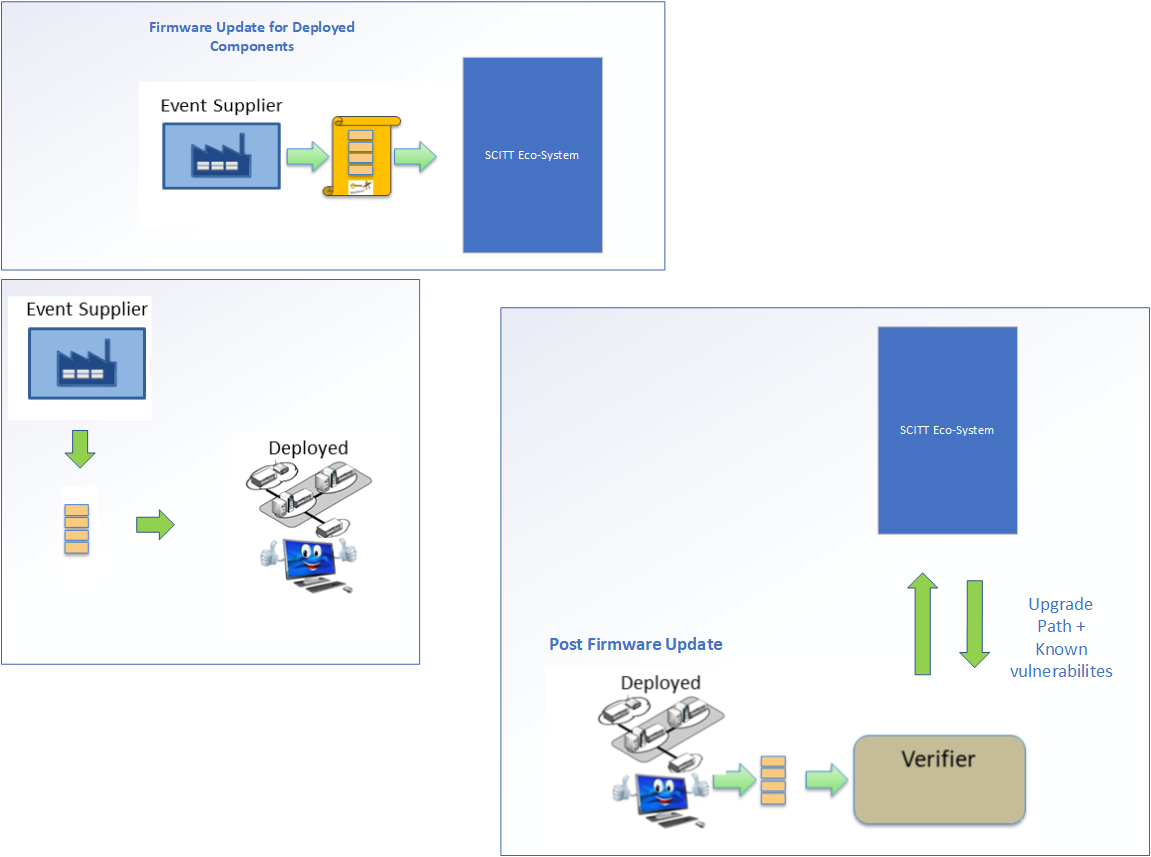 Firmware Update for Deployed
Components
Event Supplier
SCITT Eco-System
Event Supplier
Deployed
SCITT Eco-System
Upgrade
Path +
Known
vulnerabilites
Post Firmware Update
Deployed
Verifier